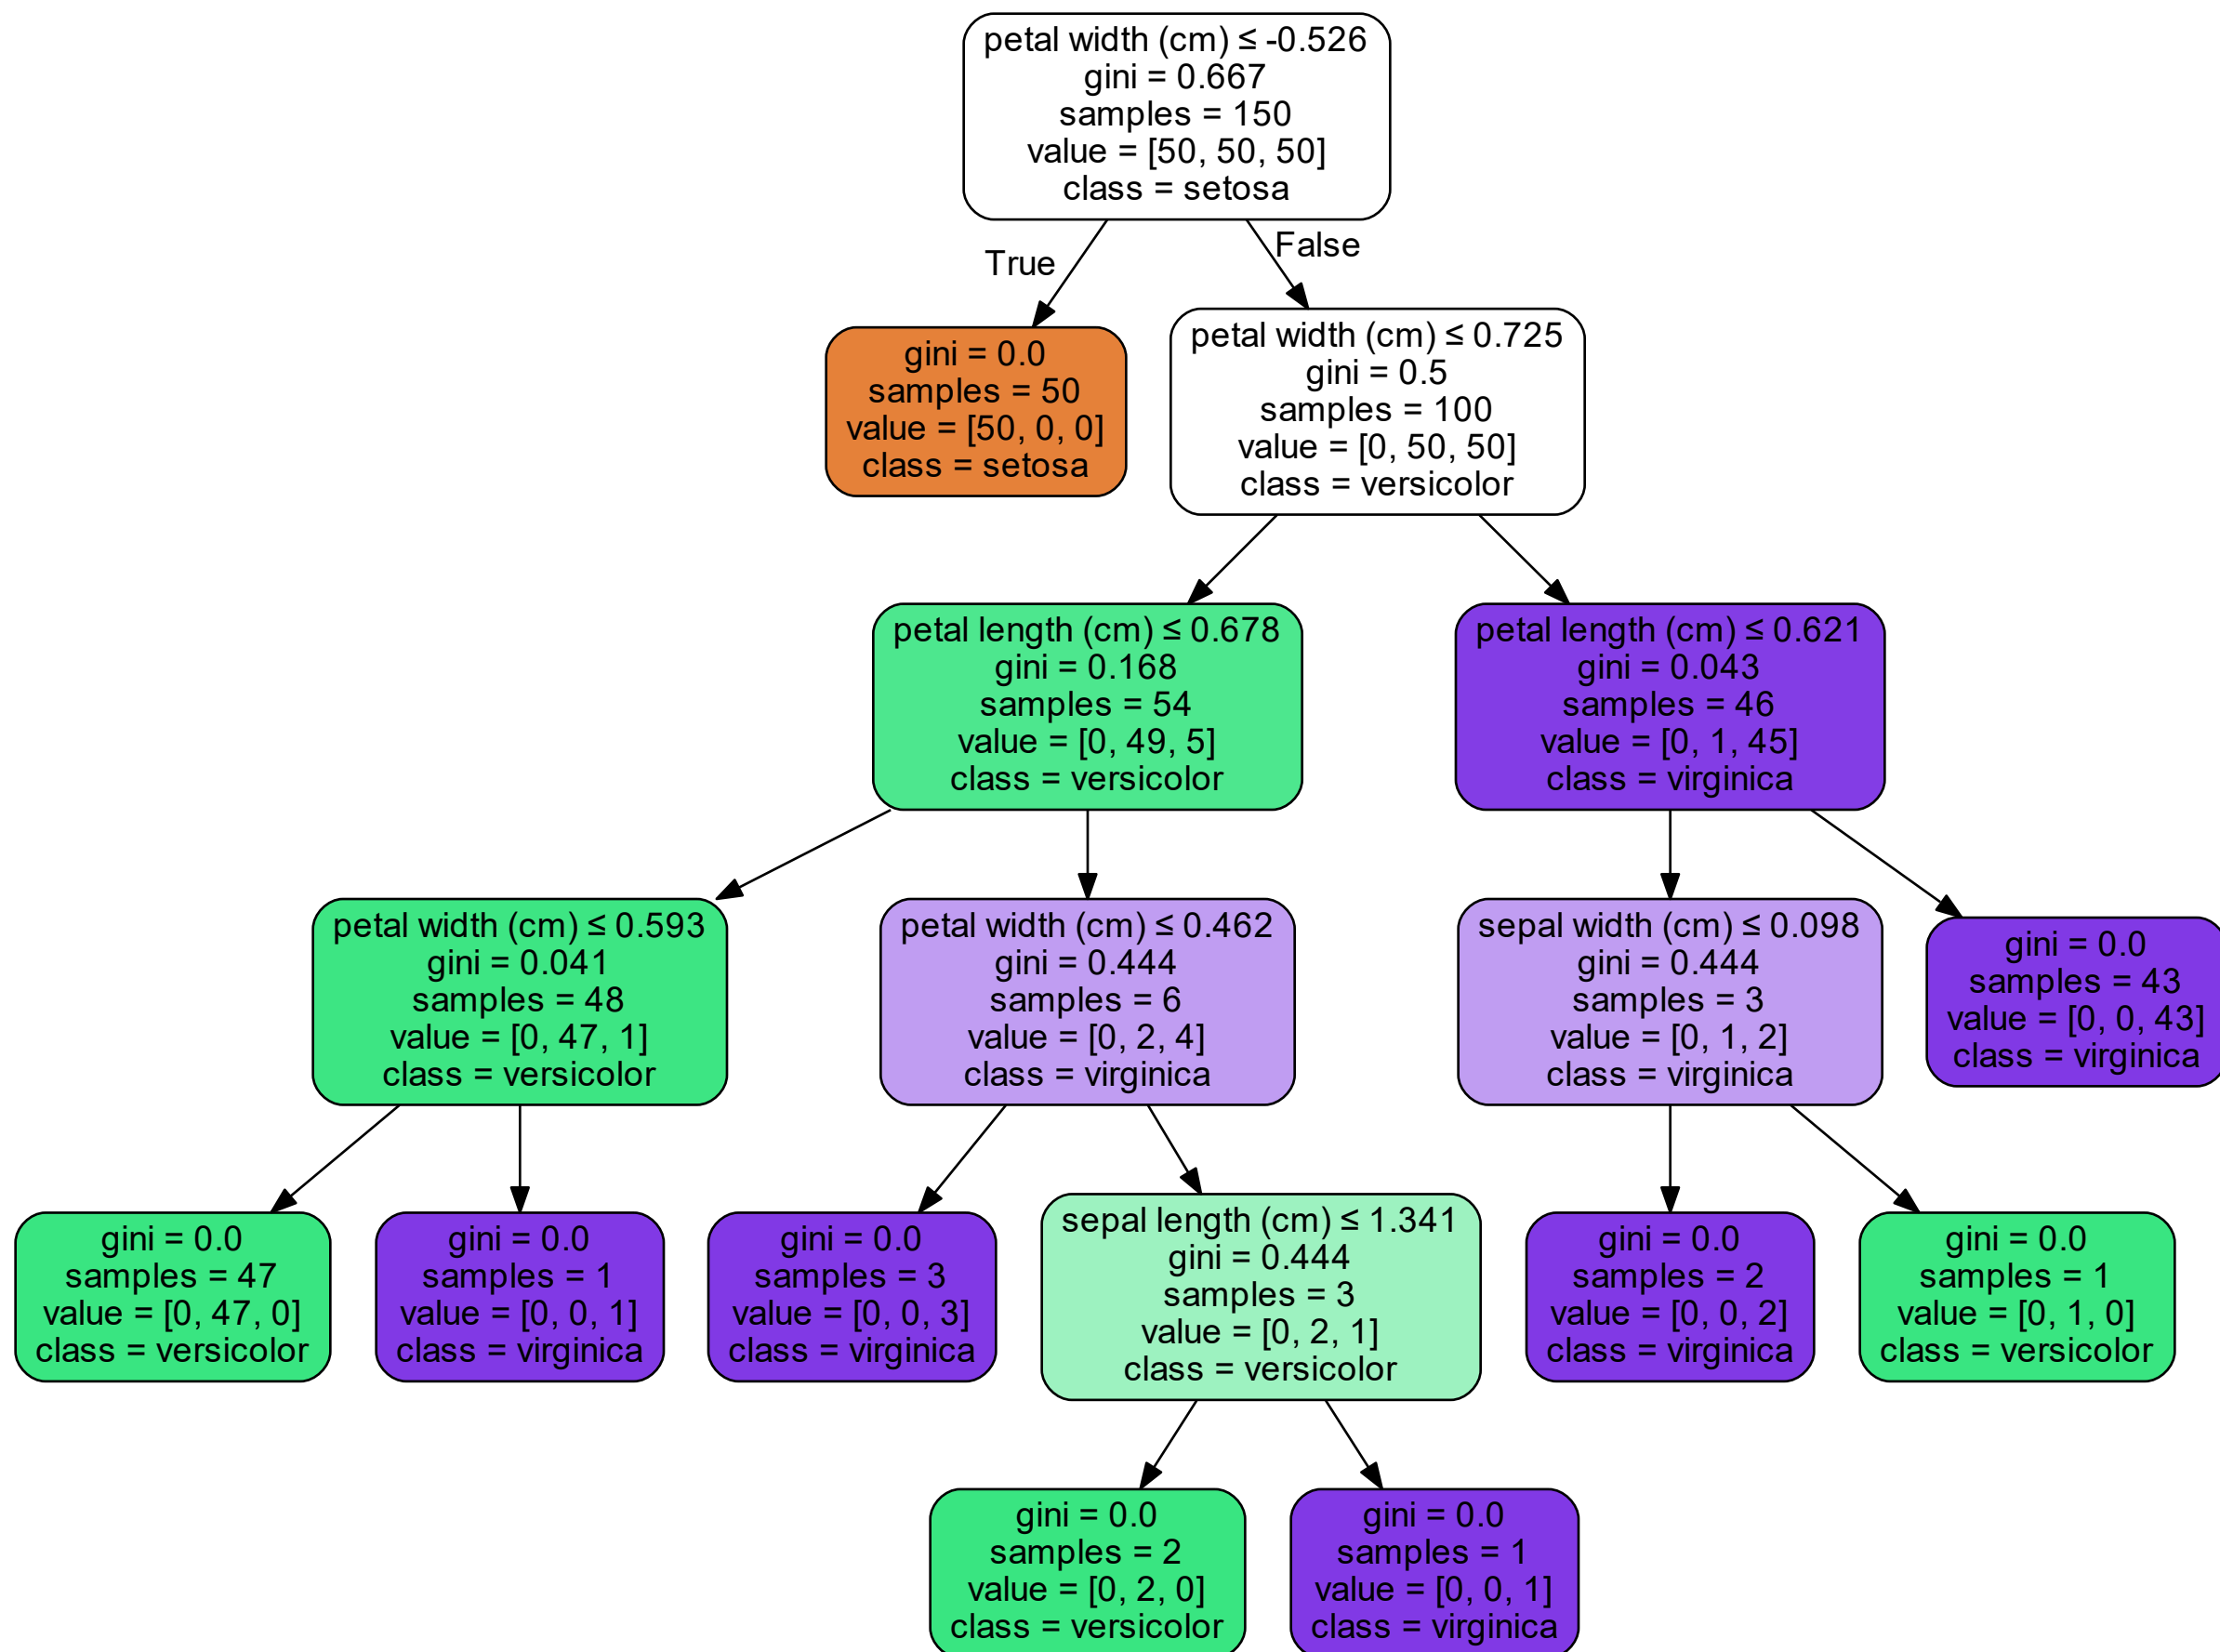 petal width (cm) ≤ -0.526
gini = 0.667
samples = 150
value = [50, 50, 50]
class = setosa
True
False
gini = 0.0
samples = 50
value = [50, 0, 0]
class = setosa
petal width (cm) ≤ 0.725
gini = 0.5
samples = 100
value = [0, 50, 50]
class = versicolor
petal length (cm) ≤ 0.678
gini = 0.168
samples = 54
value = [0, 49, 5]
class = versicolor
petal length (cm) ≤ 0.621
gini = 0.043
samples = 46
value = [0, 1, 45]
class = virginica
petal width (cm) ≤ 0.593
gini = 0.041
samples = 48
value = [0, 47, 1]
class = versicolor
petal width (cm) ≤ 0.462
gini = 0.444
samples = 6
value = [0, 2, 4]
class = virginica
sepal width (cm) ≤ 0.098
gini = 0.444
samples = 3
value = [0, 1, 2]
class = virginica
gini = 0.0
samples = 43
value = [0, 0, 43]
class = virginica
gini = 0.0
samples = 47
value = [0, 47, 0]
class = versicolor
gini = 0.0
samples = 1
value = [0, 0, 1]
class = virginica
gini = 0.0
samples = 3
value = [0, 0, 3]
class = virginica
sepal length (cm) ≤ 1.341
gini = 0.444
samples = 3
value = [0, 2, 1]
class = versicolor
gini = 0.0
samples = 2
value = [0, 0, 2]
class = virginica
gini = 0.0
samples = 1
value = [0, 1, 0]
class = versicolor
gini = 0.0
samples = 2
value = [0, 2, 0]
class = versicolor
gini = 0.0
samples = 1
value = [0, 0, 1]
class = virginica